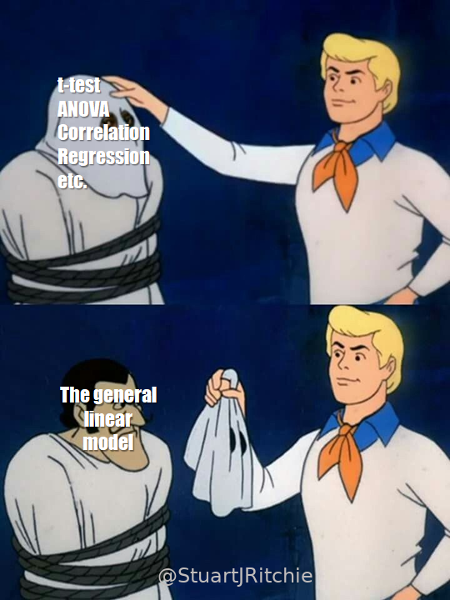 t-test
ANOVA
Correlation
Regression
etc.
The general
linear
model
@StuartJRitchie